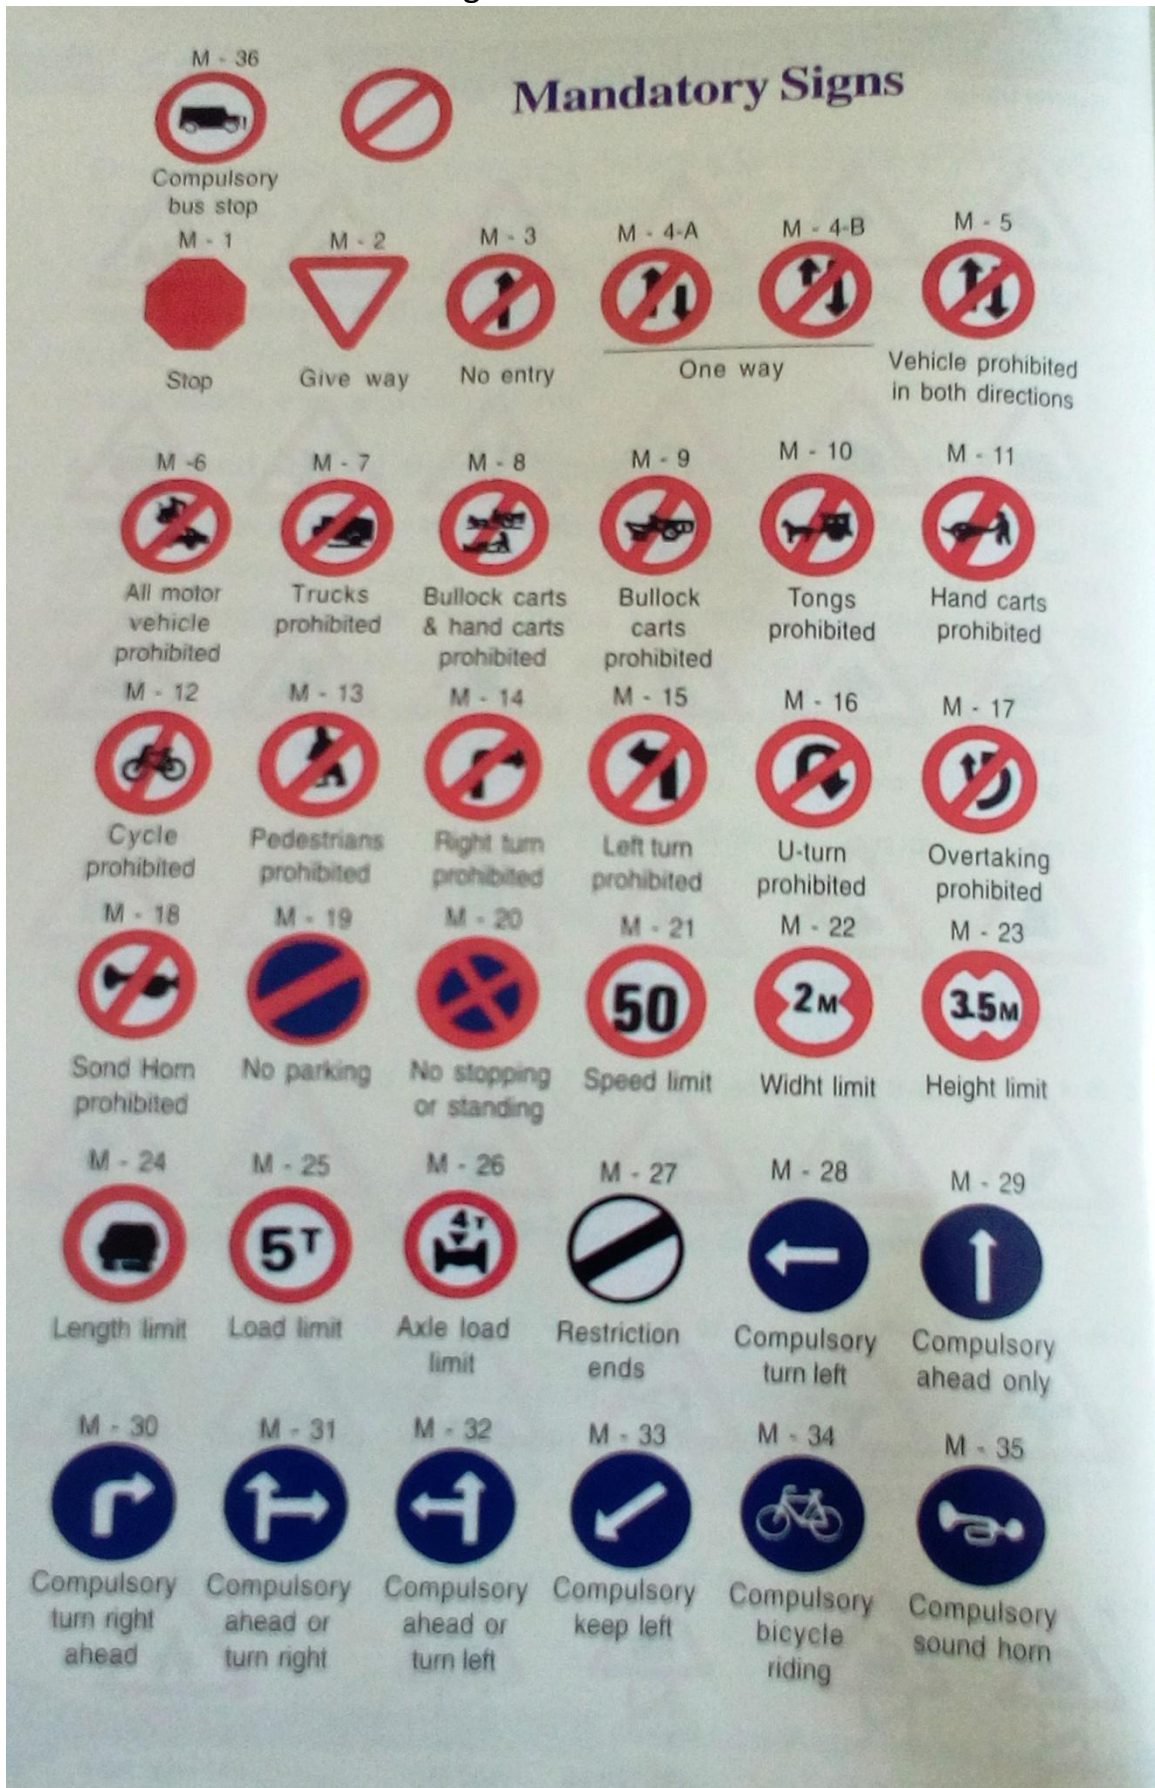 M - 36
Mandatory Signs
Compulsory
bus stop
M - 1
M - 2
M - 3
M - 4-A
M - 4-B
M - 5
Stop
Give way
No entry
One way
Vehicle prohibited
in both directions
M -6
M - 7
M - 8
M - 9
M - 10
M - 11
All motor
vehicle
prohibited
Trucks
prohibited
Bullock carts
& hand carts
prohibited
Bullock
carts
prohibited
Tongs
prohibited
Hand carts
prohibited
M - 12
M - 13
M - 14
M - 15
M - 16
M - 17
Cycle
prohibited
Pedestrians
prohibited
Right turn
prohibited
Left turn
prohibited
U-turn
prohibited
Overtaking
prohibited
M - 18
M - 19
M - 20
M - 21
M - 22
M - 23
50
2M
3.5M
Sond Horn
prohibited
No parking
No stopping
or standing
Speed limit
Widht limit
Height limit
M - 24
M - 25
M - 26
M - 27
M - 28
M - 29
5T
4T
Length limit
Load limit
Axle load
limit
Restriction
ends
Compulsory
turn left
Compulsory
ahead only
M - 30
M - 31
M - 32
M - 33
M - 34
M - 35
Compulsory
turn right
ahead
Compulsory
ahead or
turn right
Compulsory
ahead or
turn left
Compulsory
keep left
Compulsory
bicycle
riding
Compulsory
sound horn